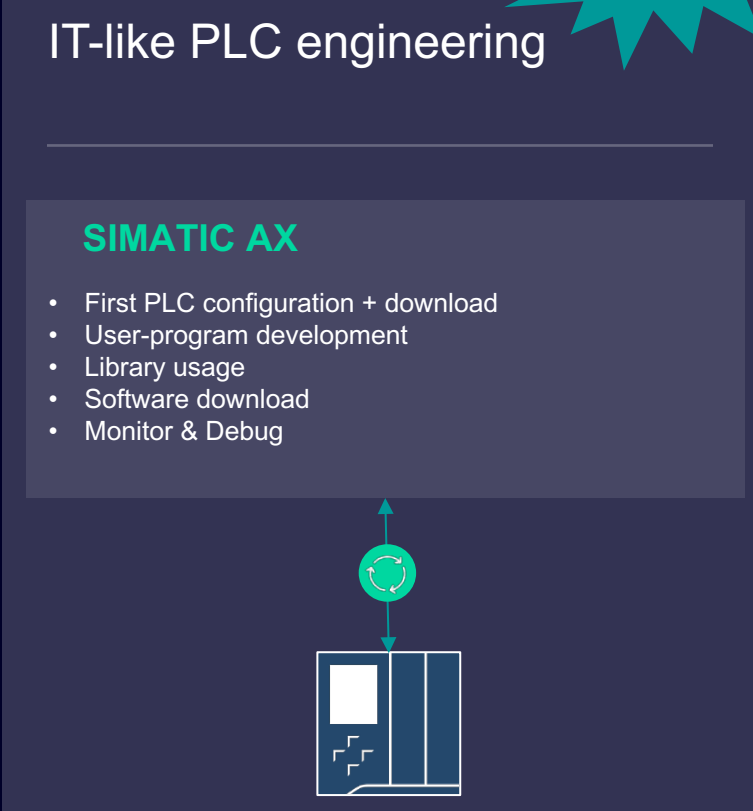 IT-like PLC engineering
SIMATIC AX
• First PLC configuration + download
• User-program development
• Library usage
• Software download
• Monitor & Debug